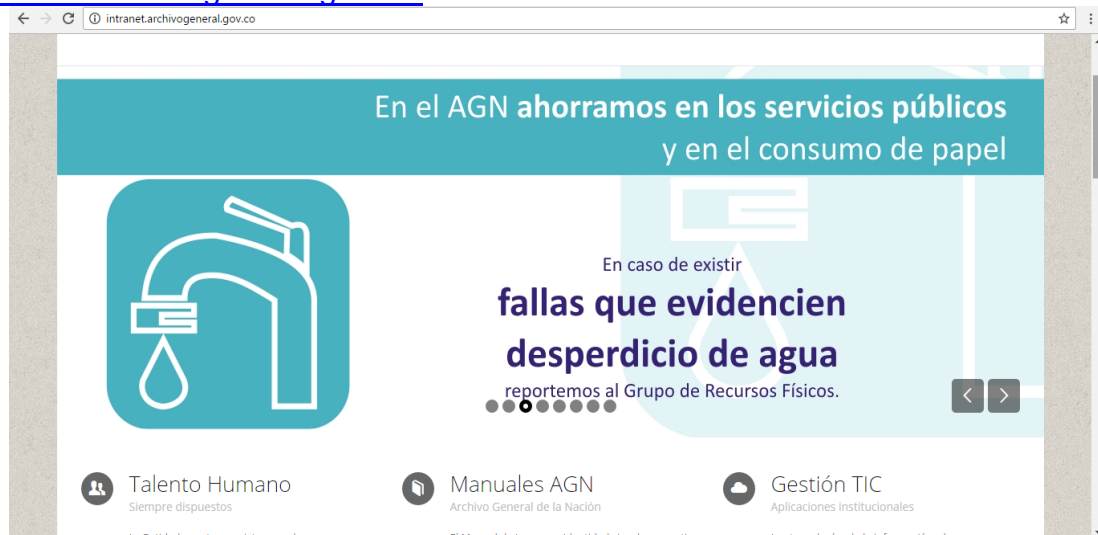 intranet.archivogeneral.gov.co
En el AGN ahorramos en los servicios públicos
y en el consumo de papel
En caso de existir
fallas que evidencien
desperdicio de agua
reportemos al Grupo de Recursos Físicos.
Talento Humano
Siempre dispuestos
Manuales AGN
Archivo General de la Nación
Gestión TIC
Aplicaciones institucionales